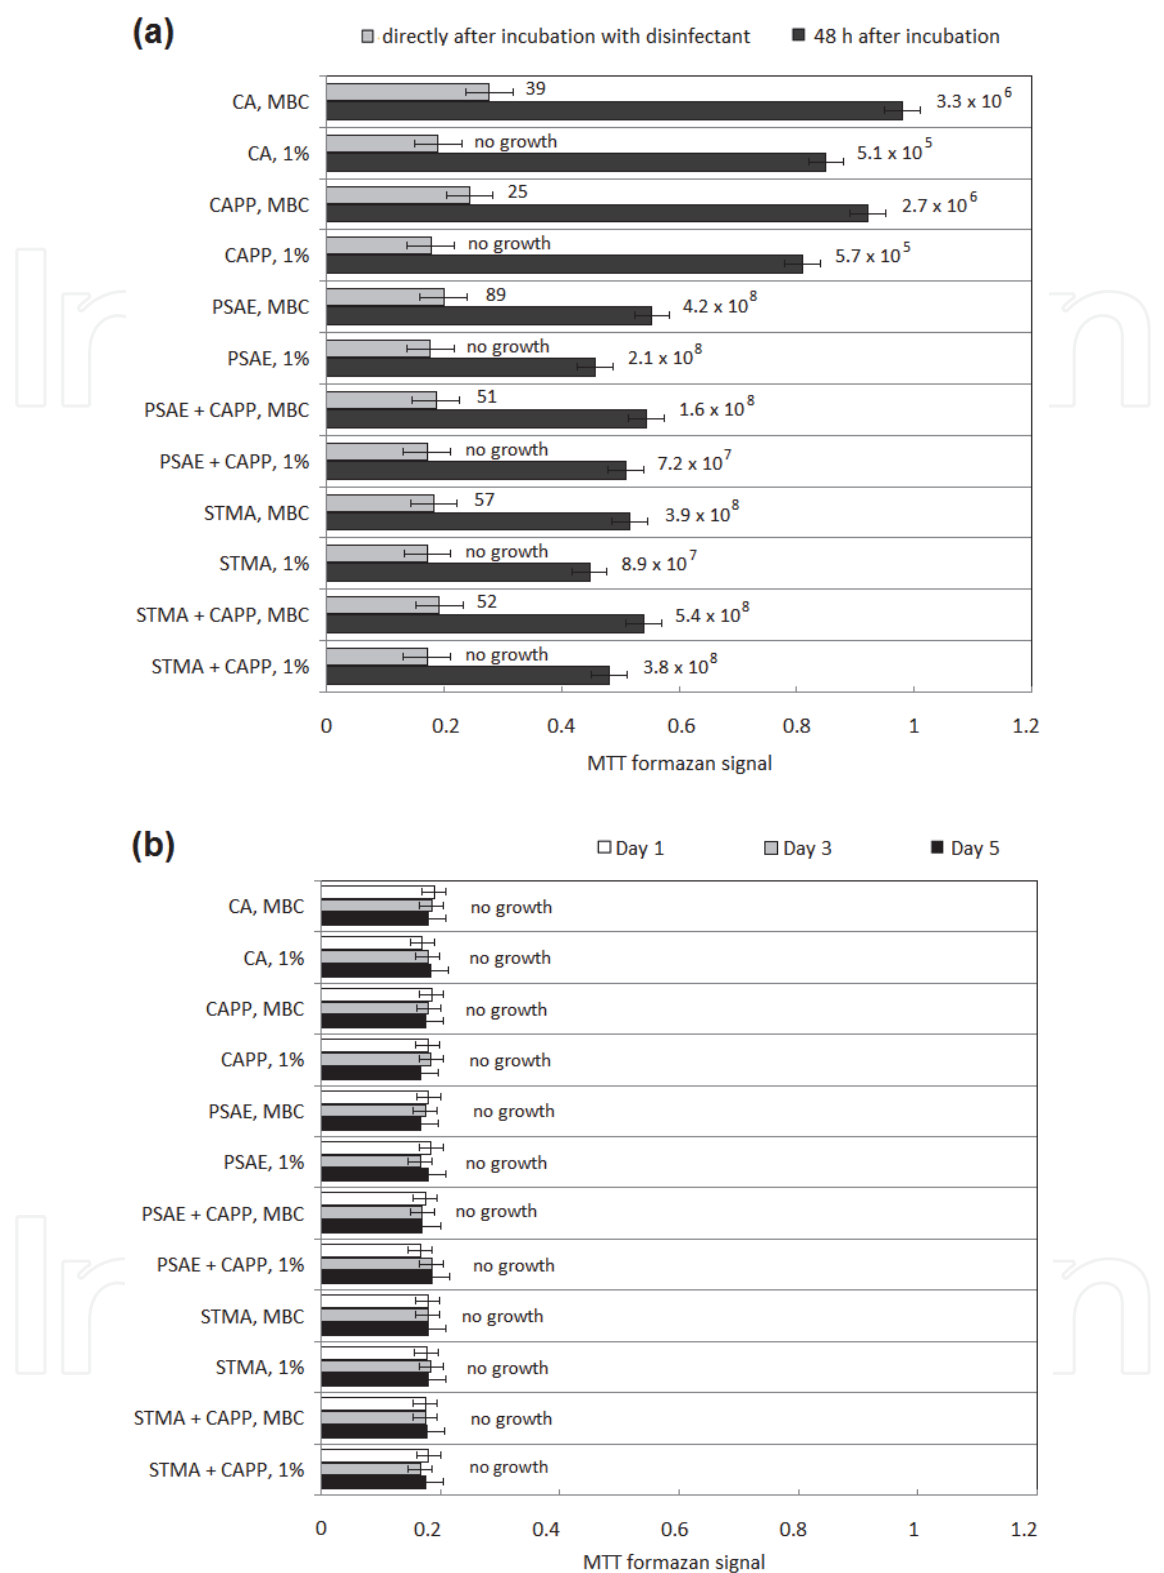 (a)
directly after incubation with disinfectant 48 h after incubation
CA, MBC 39 3.3 x 10^6
CA, 1% no growth 5.1 x 10^5
CAPP, MBC 25 2.7 x 10^6
CAPP, 1% no growth 5.7 x 10^5
PSAE, MBC 89 4.2 x 10^8
PSAE, 1% no growth 2.1 x 10^8
PSAE + CAPP, MBC 51 1.6 x 10^8
PSAE + CAPP, 1% no growth 7.2 x 10^7
STMA, MBC 57 3.9 x 10^8
STMA, 1% no growth 8.9 x 10^7
STMA + CAPP, MBC 52 5.4 x 10^8
STMA + CAPP, 1% no growth 3.8 x 10^8
0 0.2 0.4 0.6 0.8 1 1.2
MTT formazan signal
(b)
Day 1 Day 3 Day 5
CA, MBC no growth
CA, 1% no growth
CAPP, MBC no growth
CAPP, 1% no growth
PSAE, MBC no growth
PSAE, 1% no growth
PSAE + CAPP, MBC no growth
PSAE + CAPP, 1% no growth
STMA, MBC no growth
STMA, 1% no growth
STMA + CAPP, MBC no growth
STMA + CAPP, 1% no growth
0 0.2 0.4 0.6 0.8 1 1.2
MTT formazan signal